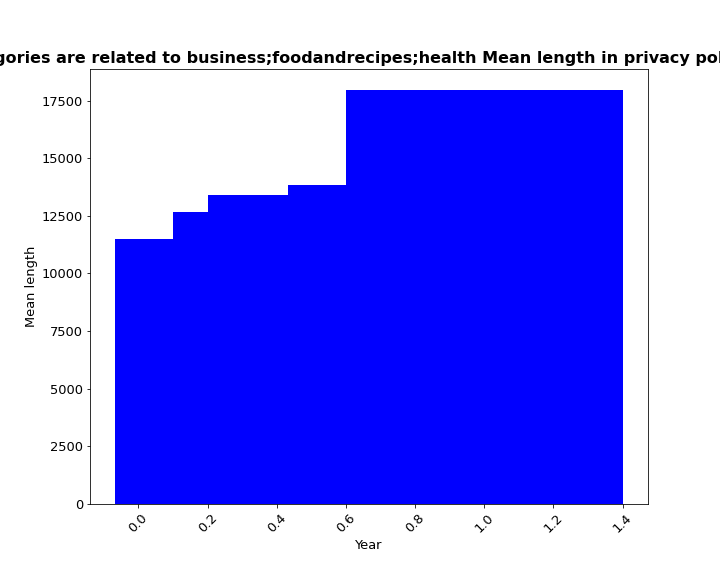 gories are related to business;foodandrecipes;health Mean length in privacy pol
17500
15000
12500
10000
7500
5000
2500
0
Mean length
0.0 0.2 0.4 0.6 0.8 1.0 1.2 1.4
Year